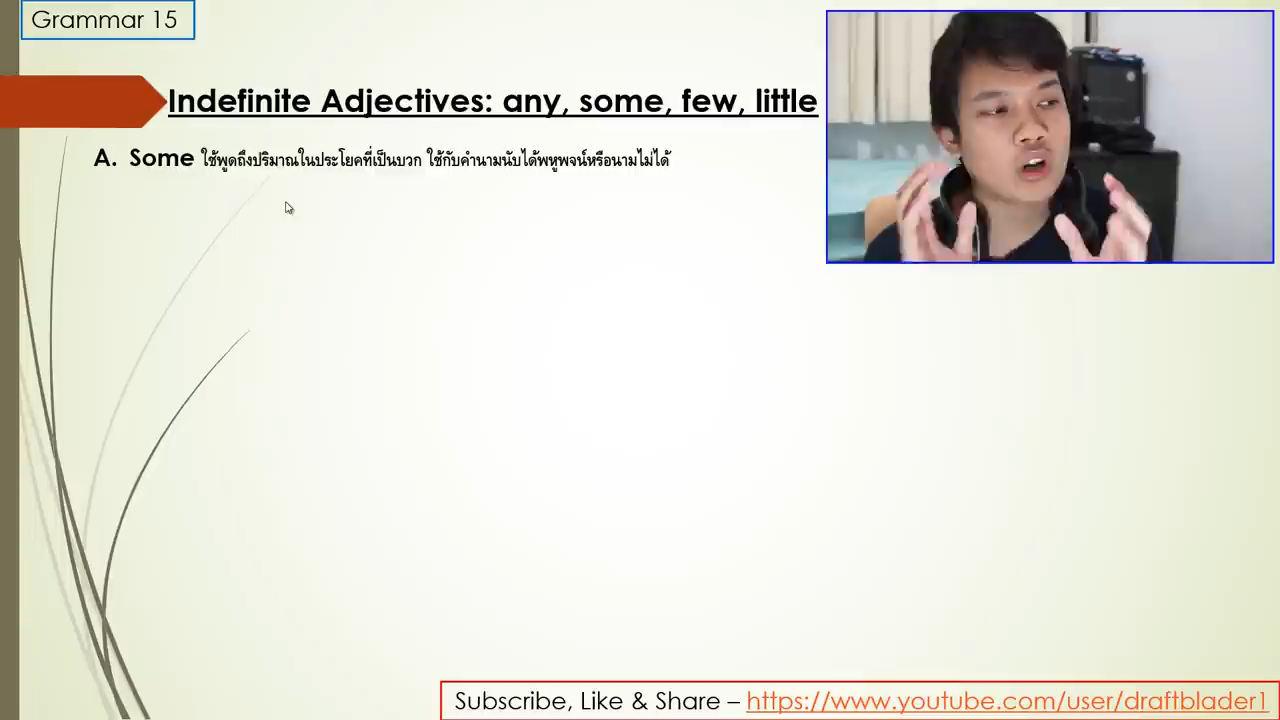 Grammar 15
Indefinite Adjectives: any, some, few, little
A. Some ใช้พูดถึงปริมาณในประโยคที่เป็นบวก ใช้กับคำนามนับได้พหูพจน์หรือนามไม่ได้
Subscribe, Like & Share – https://www.youtube.com/user/draftblader1